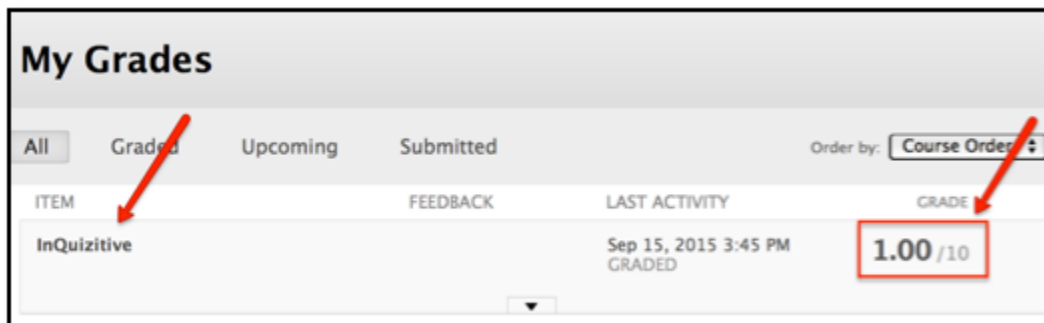 My Grades
All Graded Upcoming Submitted Order by: Course Order
ITEM FEEDBACK LAST ACTIVITY GRADE
InQuizitive Sep 15, 2015 3:45 PM 1.00 /10
GRADED